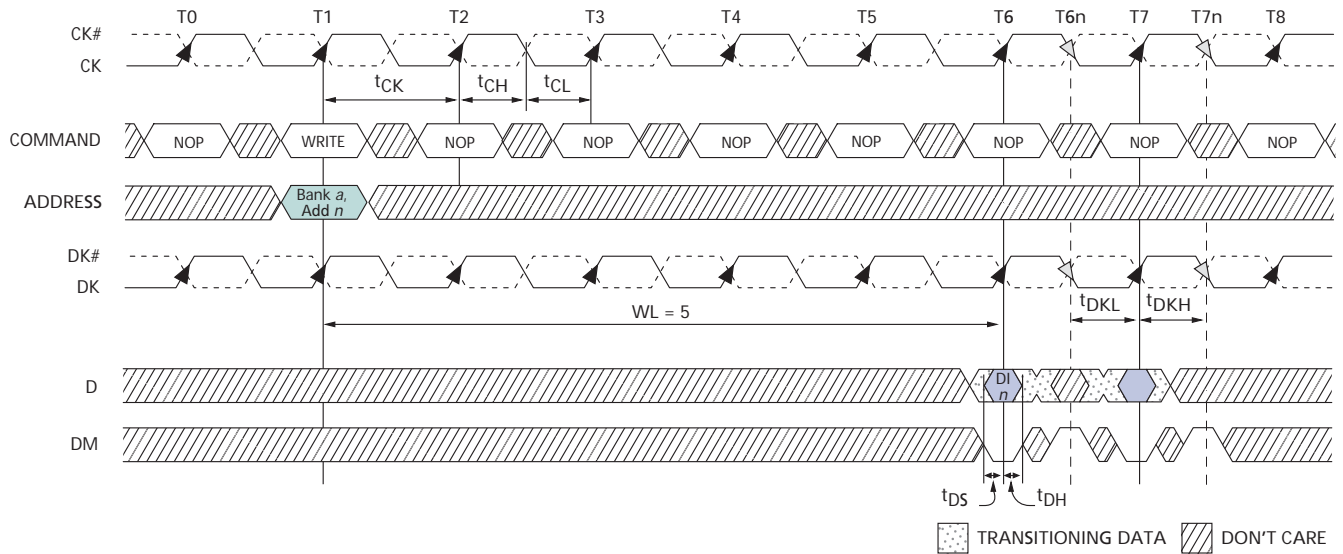 T0 T1 T2 T3 T4 T5 T6 T6n T7 T7n T8
CK#
CK
tCK tCH tCL
COMMAND NOP WRITE NOP NOP NOP NOP NOP NOP NOP
ADDRESS Bank a,
Add n
DK#
DK
tDKL tDKH
WL = 5
D DI
n
DM
tDS tDH
TRANSITIONING DATA DON'T CARE